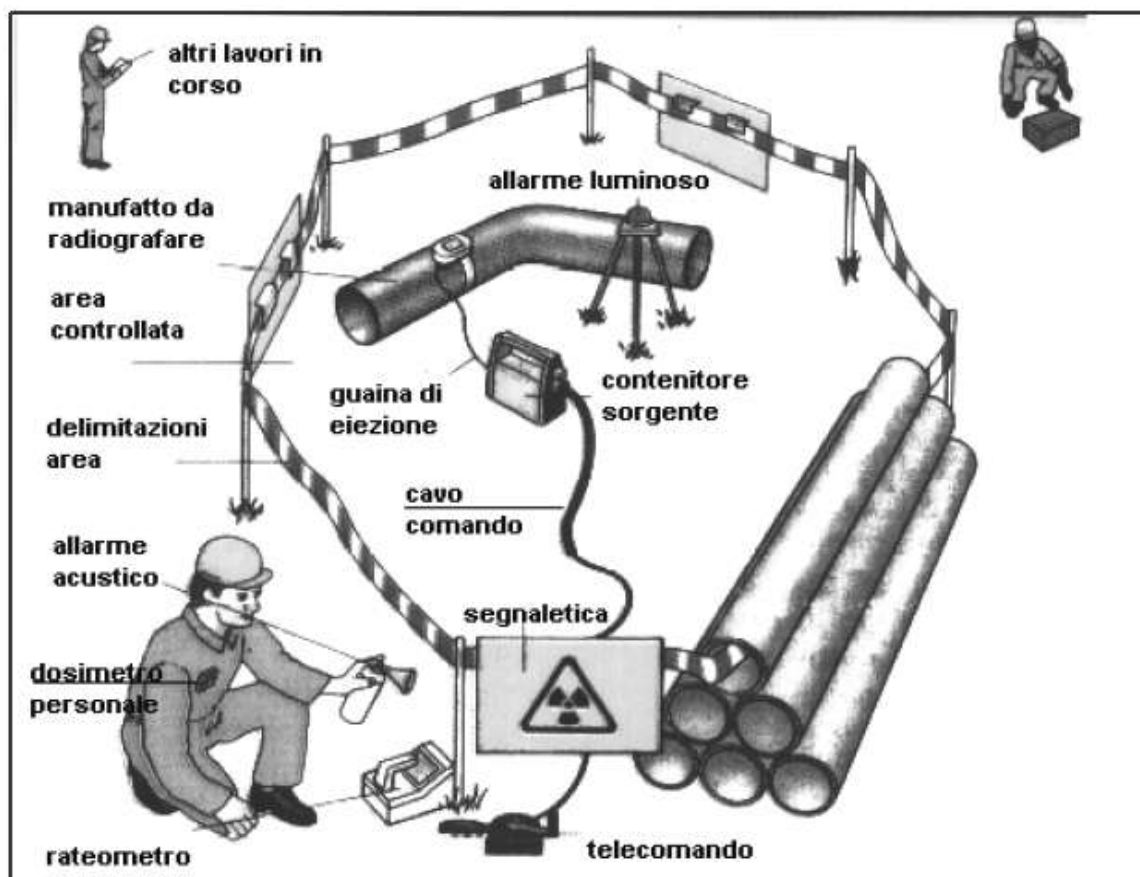 altri lavori in
corso
allarme luminoso
manufatto da
radiografare
area
controllata
guaina di
eiezione
contenitore
sorgente
delimitazioni
area
cavo
comando
allarme
acustico
segnaletica
dosimetro
personale
rateometro
telecomando